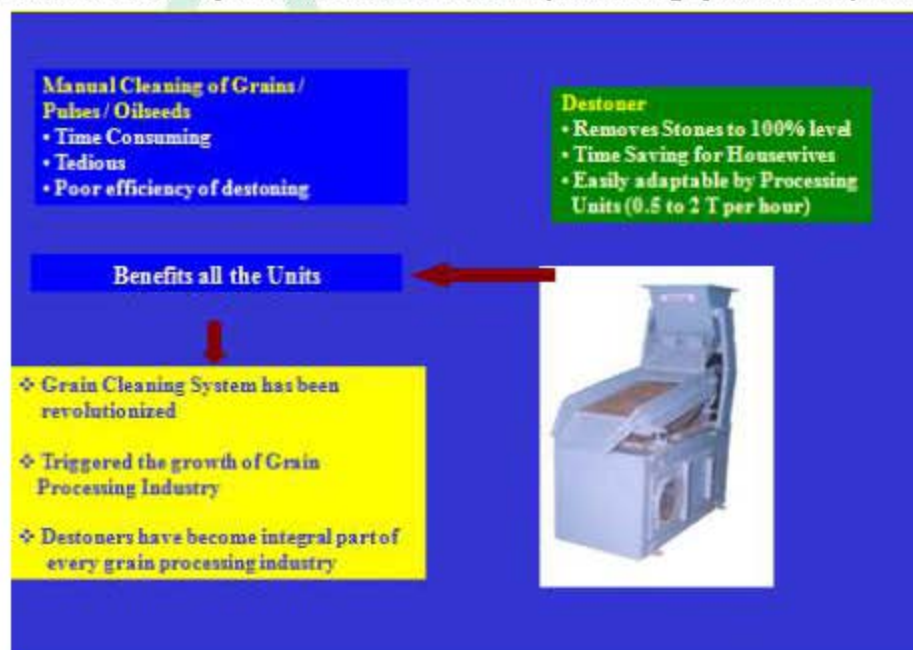 Manual Cleaning of Grains /
Pulses / Oilseeds
• Time Consuming
• Tedious
• Poor efficiency of destoning
Destoner
• Removes Stones to 100% level
• Time Saving for Housewives
• Easily adaptable by Processing
Units (0.5 to 2 T per hour)
Benefits all the Units
❖ Grain Cleaning System has been
revolutionized
❖ Triggered the growth of Grain
Processing Industry
❖ Destoners have become integral part of
every grain processing industry